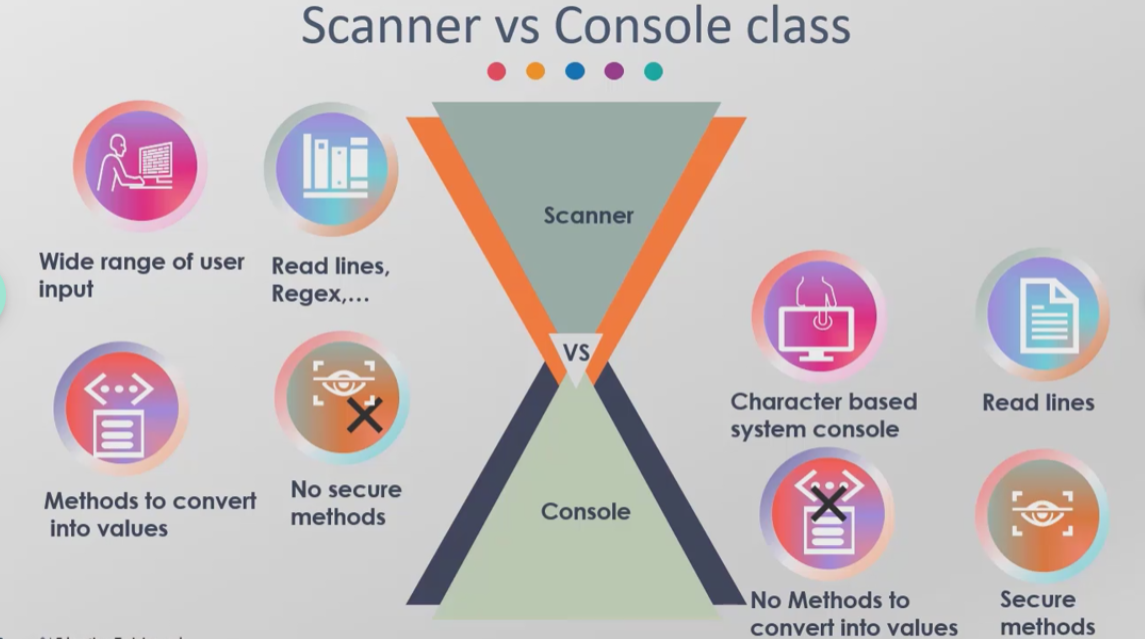 Scanner vs Console class
Wide range of user
input
Read lines,
Regex,...
Methods to convert
into values
No secure
methods
Scanner
VS
Console
Character based
system console
Read lines
No Methods to
convert into values
Secure
methods